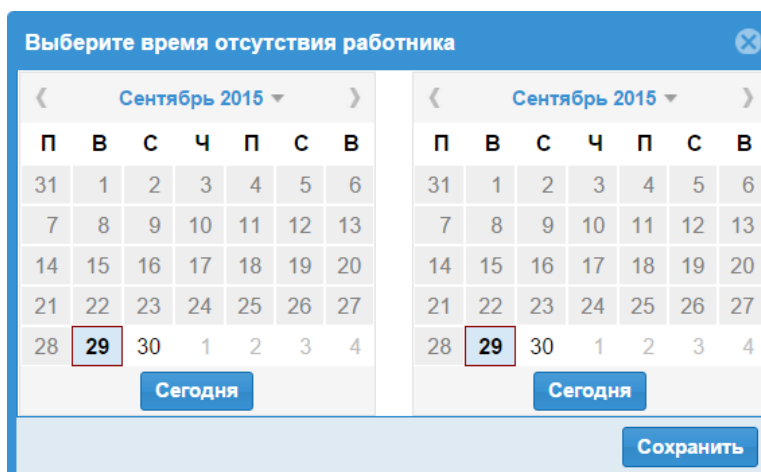 Выберите время отсутствия работника
Сентябрь 2015 Сентябрь 2015
П В С Ч П С В П В С Ч П С В
31 1 2 3 4 5 6 31 1 2 3 4 5 6
7 8 9 10 11 12 13 7 8 9 10 11 12 13
14 15 16 17 18 19 20 14 15 16 17 18 19 20
21 22 23 24 25 26 27 21 22 23 24 25 26 27
28 29 30 1 2 3 4 28 29 30 1 2 3 4
Сегодня Сегодня
Сохранить